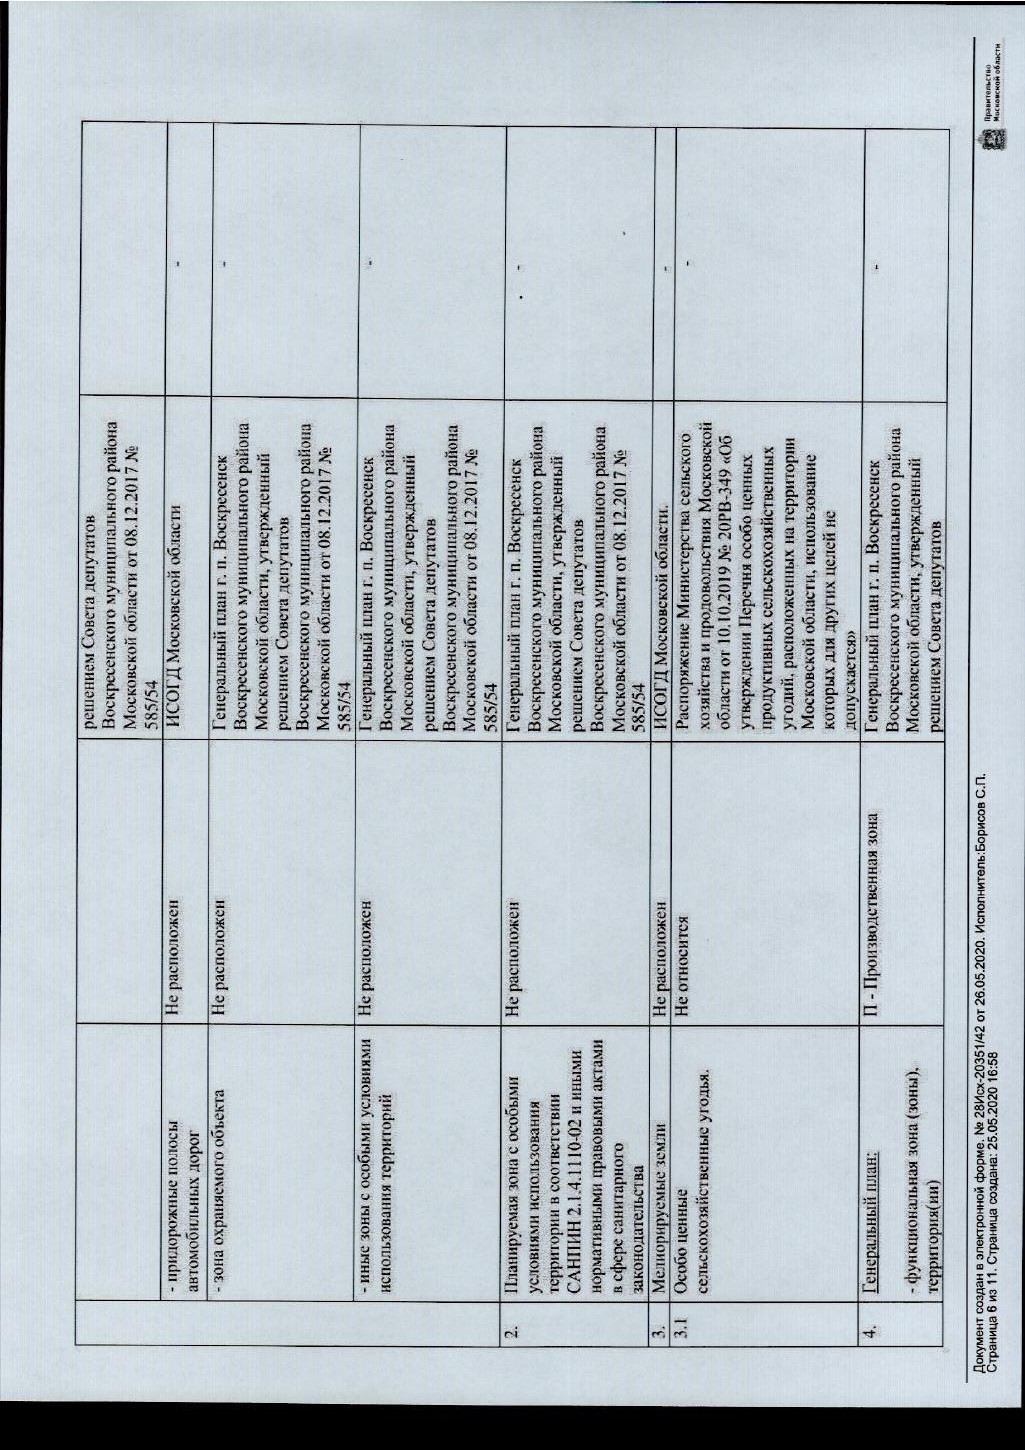 решением Совета депутатов
Воскресенского муниципального района
Московской области от 08.12.2017 №
585/54
- придорожные полосы
автомобильных дорог
Не расположен
ИСОГД Московской области
-
- зона охраняемого объекта
Не расположен
Генеральный план г. п. Воскресенск
Воскресенского муниципального района
Московской области, утвержденный
решением Совета депутатов
Воскресенского муниципального района
Московской области от 08.12.2017 №
585/54
-
- иные зоны с особыми условиями
использования территорий
Не расположен
Генеральный план г. п. Воскресенск
Воскресенского муниципального района
Московской области, утвержденный
решением Совета депутатов
Воскресенского муниципального района
Московской области от 08.12.2017 №
585/54
-
2.
Планируемая зона с особыми
условиями использования
территории в соответствии
САНПИН 2.1.4.1110-02 и иными
нормативными правовыми актами
в сфере санитарного
законодательства
Не расположен
Генеральный план г. п. Воскресенск
Воскресенского муниципального района
Московской области, утвержденный
решением Совета депутатов
Воскресенского муниципального района
Московской области от 08.12.2017 №
585/54
-
3.
Мелиорируемые земли
Не расположен
ИСОГД Московской области.
-
3.1
Особо ценные
сельскохозяйственные угодья.
Не относится
Распоряжение Министерства сельского
хозяйства и продовольствия Московской
области от 10.10.2019 № 20РВ-349 «Об
утверждении Перечня особо ценных
продуктивных сельскохозяйственных
угодий, расположенных на территории
Московской области, использование
которых для других целей не
допускается»
-
4.
Генеральный план:
- функциональная зона (зоны),
территория(ии)
П - Производственная зона
Генеральный план г. п. Воскресенск
Воскресенского муниципального района
Московской области, утвержденный
решением Совета депутатов
-
Документ создан в электронной форме. № 28Исх-20351/42 от 26.05.2020. Исполнитель:Борисов С.П.
Страница 6 из 11. Страница создана: 25.05.2020 16:58
Правительство
Московской области